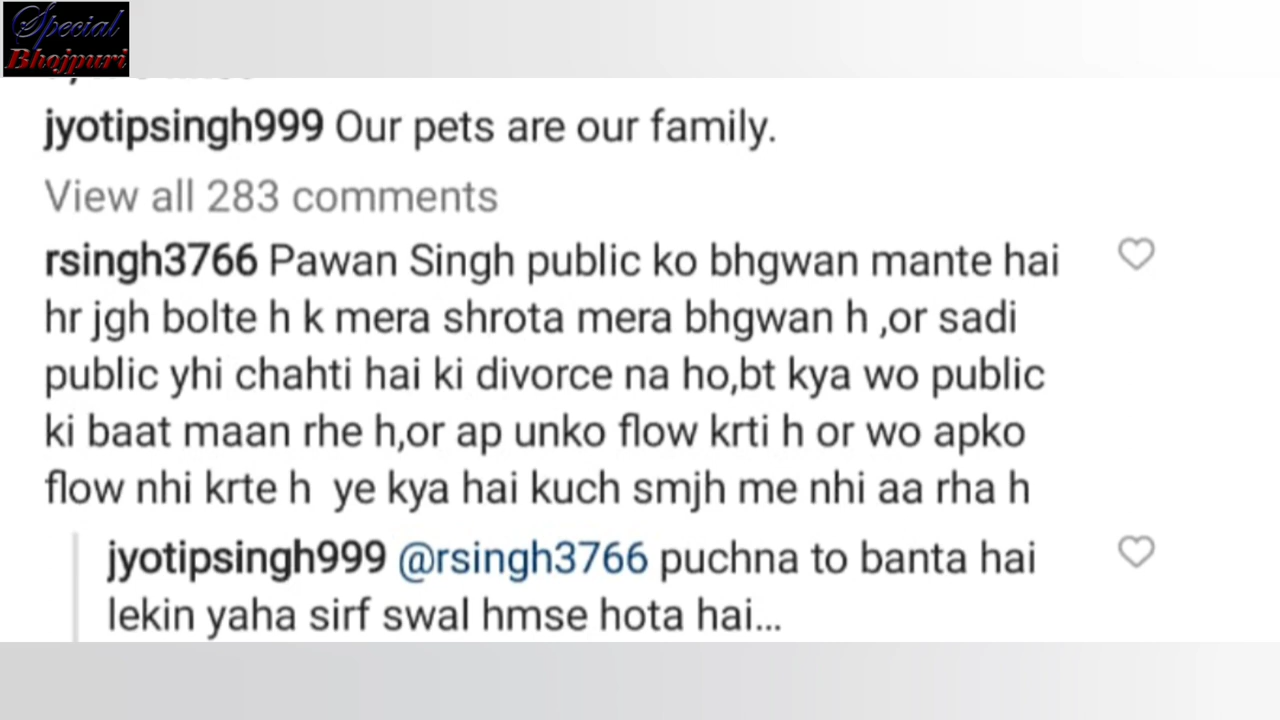 Special
Bhojpuri
jyotipsingh999 Our pets are our family.
View all 283 comments
rsingh3766 Pawan Singh public ko bhgwan mante hai
hr jgh bolte h k mera shrota mera bhgwan h ,or sadi
public yhi chahti hai ki divorce na ho,bt kya wo public
ki baat maan rhe h,or ap unko flow krti h or wo apko
flow nhi krte h  ye kya hai kuch smjh me nhi aa rha h
jyotipsingh999 @rsingh3766 puchna to banta hai
lekin yaha sirf swal hmse hota hai...